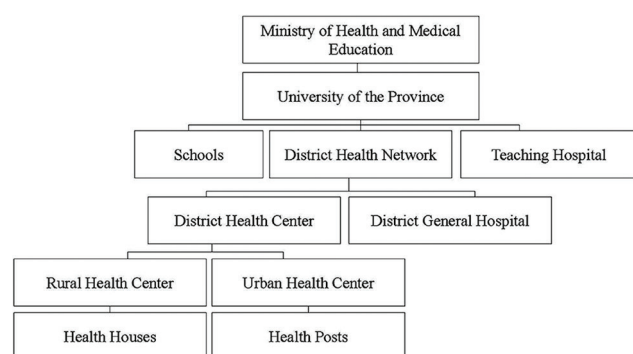 Ministry of Health and Medical
Education
University of the Province
Schools
District Health Network
Teaching Hospital
District Health Center
District General Hospital
Rural Health Center
Urban Health Center
Health Houses
Health Posts